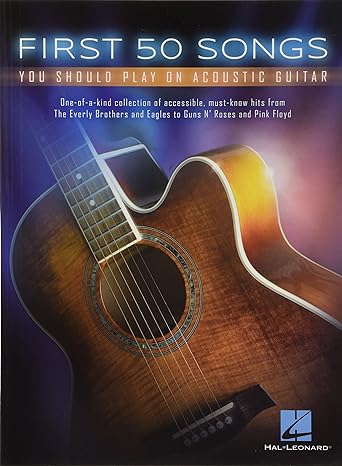 FIRST 50 SONGS
YOU SHOULD PLAY ON ACOUSTIC GUITAR
One-of-a-kind collection of accessible, must-know hits from
The Everly Brothers and Eagles to Guns N' Roses and Pink Floyd
HAL•LEONARD®